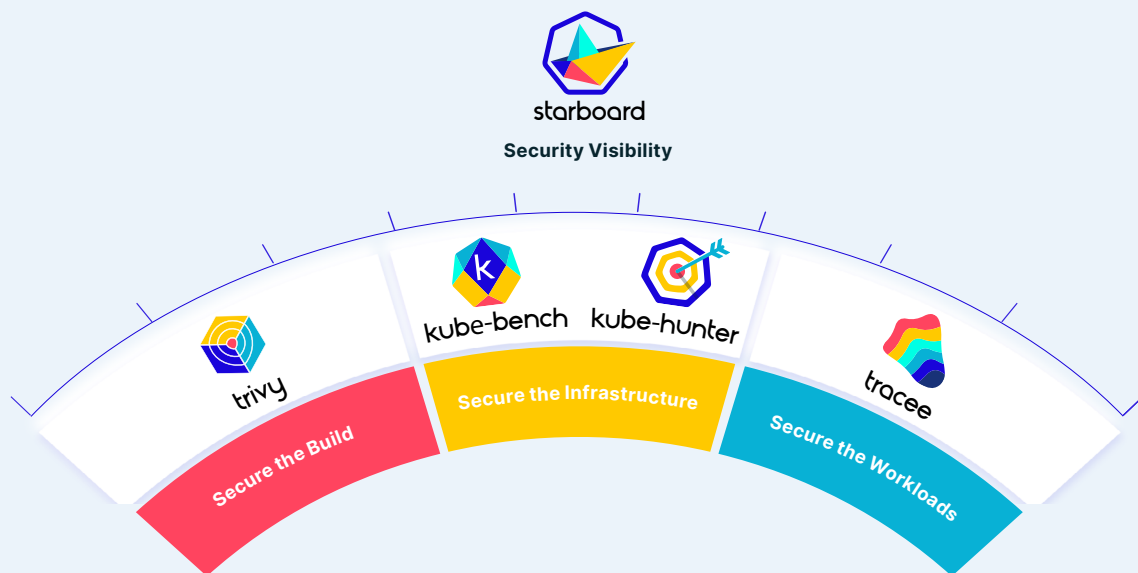 starboard
Security Visibility
trivy
k
kube-bench
kube-hunter
tracee
Secure the Build
Secure the Infrastructure
Secure the Workloads